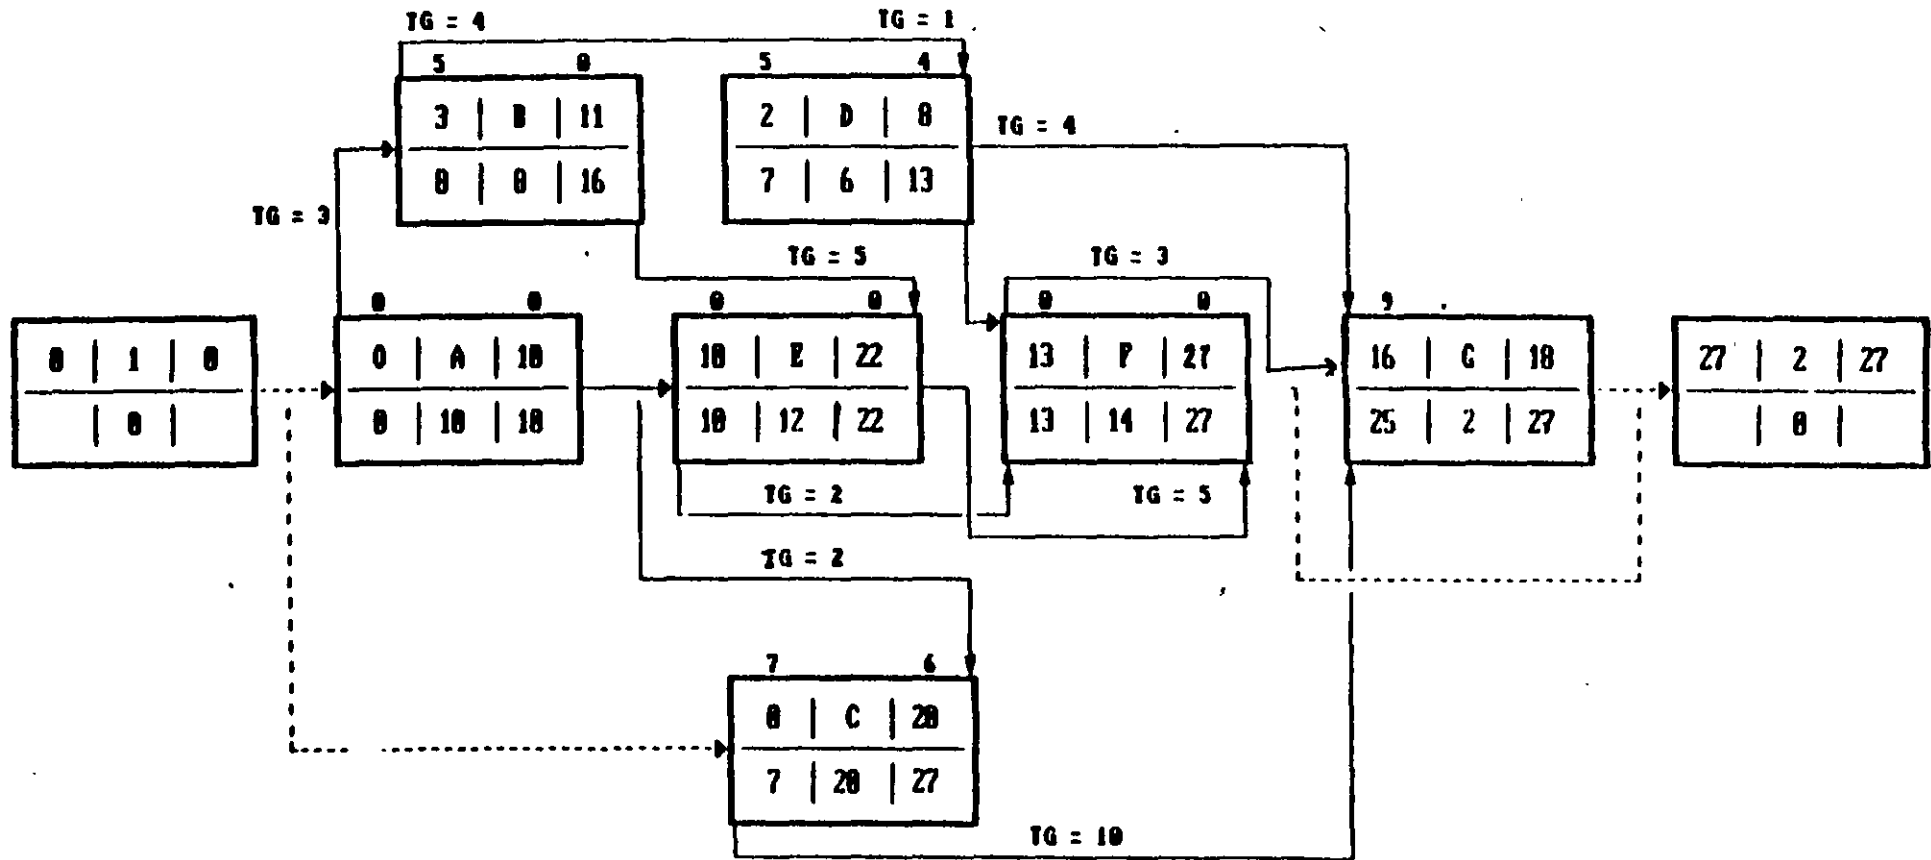 TG = 4
TG = 1
5 0
5 4
3 | B | 11
8 | 8 | 16
2 | D | 8
7 | 6 | 13
TG = 4
TG = 3
TG = 5
TG = 3
0 0
0 0
0 0
9
0 | 1 | 0
| 0 |
0 | A | 10
0 | 10 | 10
10 | E | 22
10 | 12 | 22
13 | F | 27
13 | 14 | 27
16 | G | 18
25 | 2 | 27
27 | 2 | 27
| 0 |
TG = 2
TG = 5
TG = 2
7 6
0 | C | 20
7 | 20 | 27
TG = 10